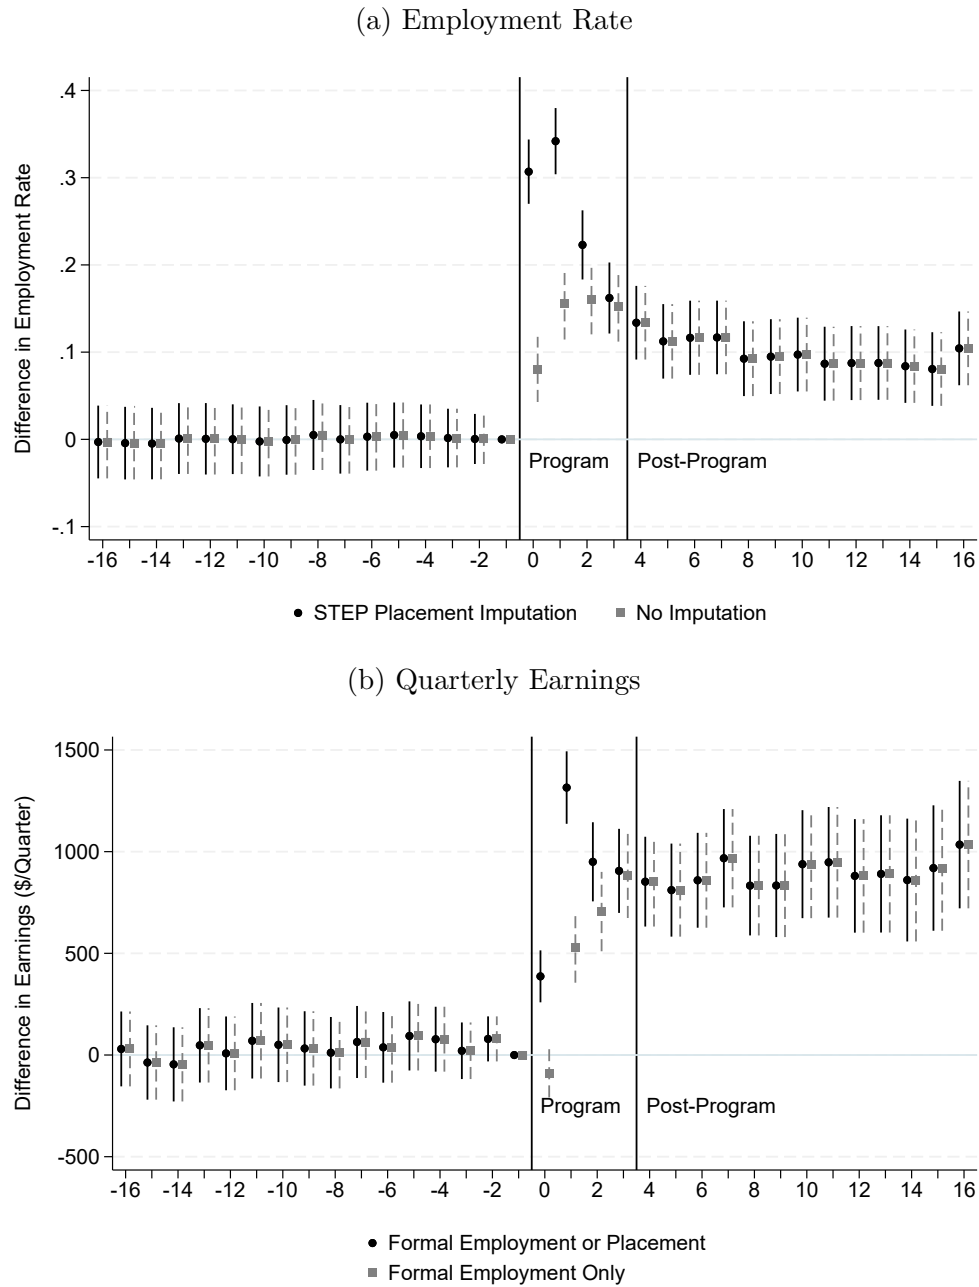 (a) Employment Rate
Difference in Employment Rate
.4
.3
.2
.1
0
-.1
Program
Post-Program
-16 -14 -12 -10 -8 -6 -4 -2 0 2 4 6 8 10 12 14 16
STEP Placement Imputation
No Imputation
(b) Quarterly Earnings
Difference in Earnings ($/Quarter)
1500
1000
500
0
-500
Program
Post-Program
-16 -14 -12 -10 -8 -6 -4 -2 0 2 4 6 8 10 12 14 16
Formal Employment or Placement
Formal Employment Only